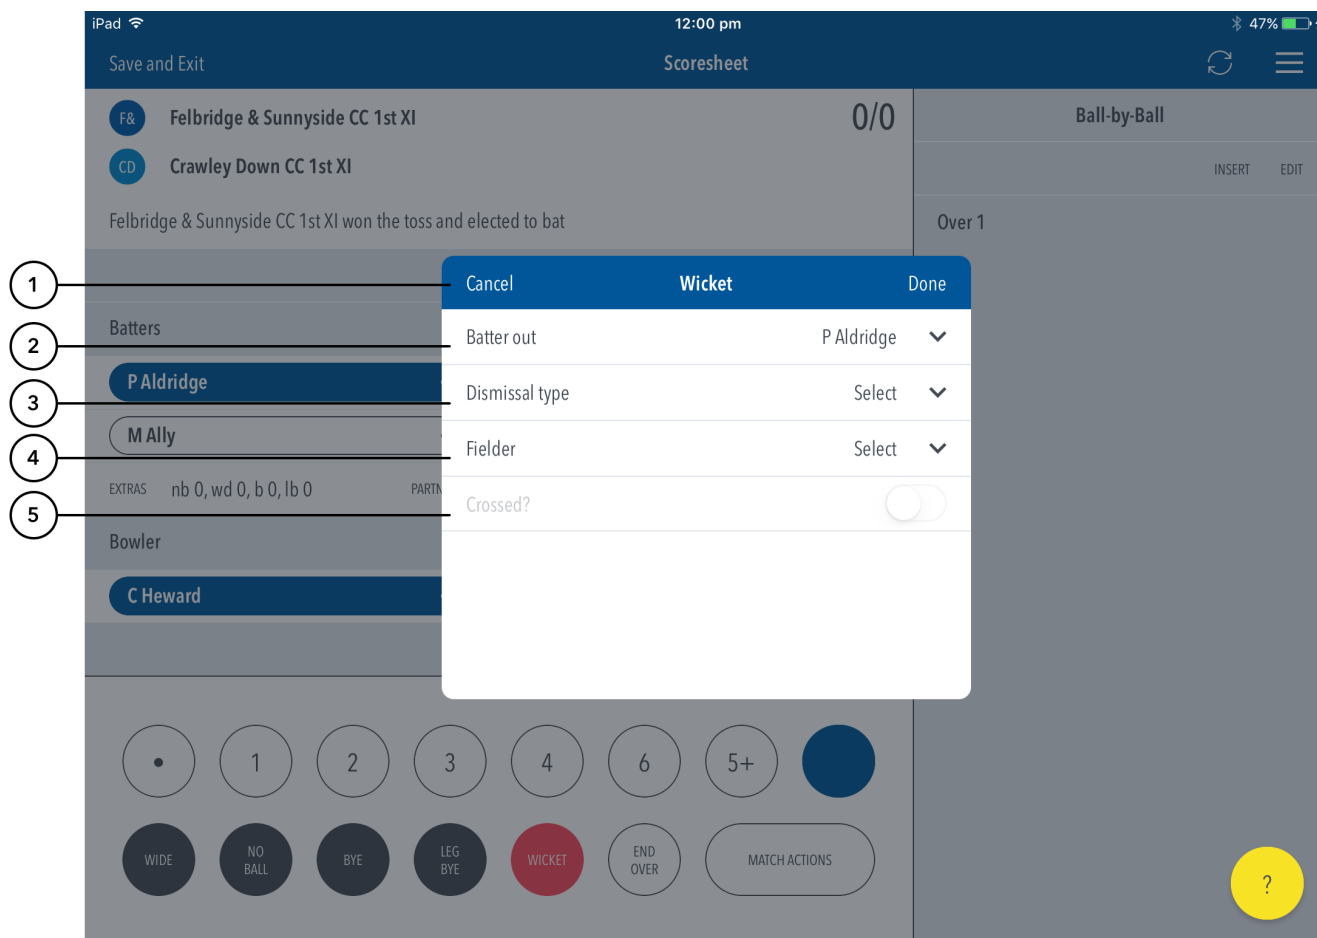 iPad 12:00 pm 47%
Save and Exit Scoresheet
F& Felbridge & Sunnyside CC 1st XI 0/0
CD Crawley Down CC 1st XI
Felbridge & Sunnyside CC 1st XI won the toss and elected to bat
Ball-by-Ball
INSERT EDIT
Over 1
1 Cancel Wicket Done
Batters
2 Batter out P Aldridge
P Aldridge
3 Dismissal type Select
M Ally
4 Fielder Select
EXTRAS nb 0, wd 0, b 0, lb 0
5 Crossed?
Bowler
C Heward
• 1 2 3 4 6 5+
WIDE NO BALL BYE LEG BYE WICKET END OVER MATCH ACTIONS
?